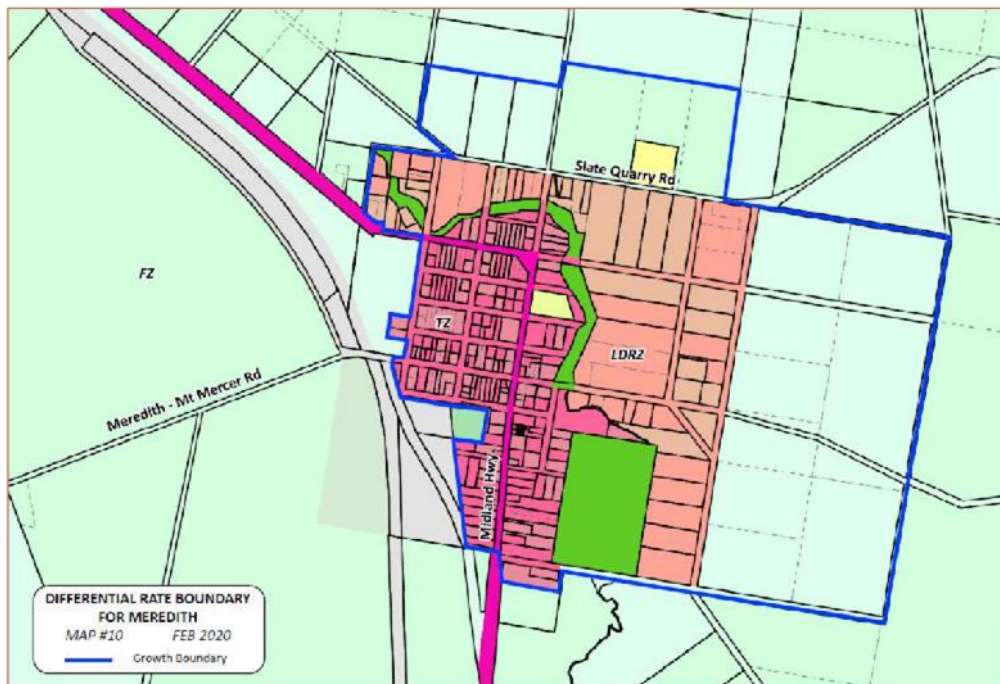 Slate Quarry Rd
FZ
TZ
LDRZ
Meredith - Mt Mercer Rd
Midland Hwy
DIFFERENTIAL RATE BOUNDARY
FOR MEREDITH
MAP #10 FEB 2020
Growth Boundary